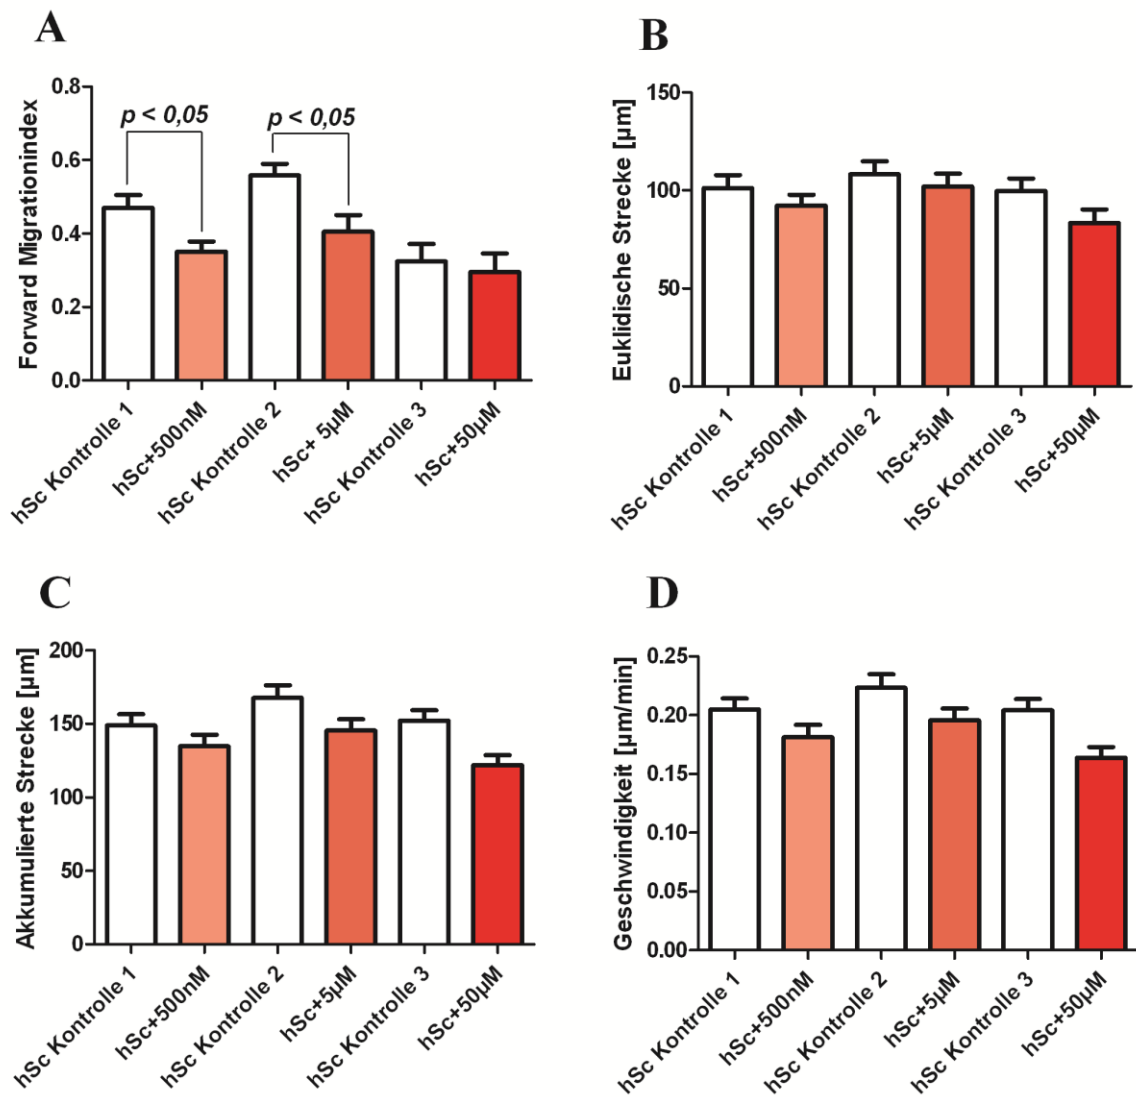 A
Forward Migrationindex
0.8
0.6
0.4
0.2
0.0
p < 0,05
p < 0,05
hSc Kontrolle 1
hSc+500nM
hSc Kontrolle 2
hSc+ 5µM
hSc Kontrolle 3
hSc+50µM
B
Euklidische Strecke [µm]
150
100
50
0
hSc Kontrolle 1
hSc+500nM
hSc Kontrolle 2
hSc+5µM
hSc Kontrolle 3
hSc+50µM
C
Akkumulierte Strecke [µm]
200
150
100
50
0
hSc Kontrolle 1
hSc+500nM
hSc Kontrolle 2
hSc+5µM
hSc Kontrolle 3
hSc+50µM
D
Geschwindigkeit [µm/min]
0.25
0.20
0.15
0.10
0.05
0.00
hSc Kontrolle 1
hSc+500nM
hSc Kontrolle 2
hSc+5µM
hSc Kontrolle 3
hSc+50µM